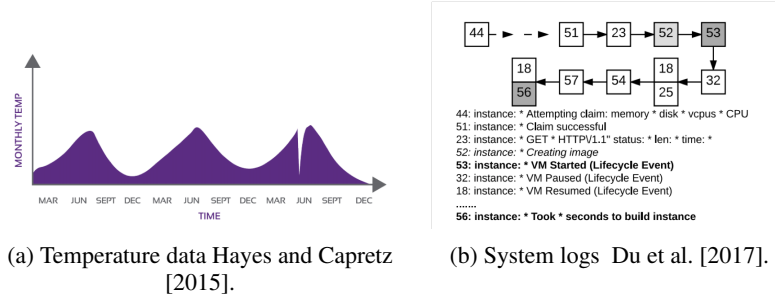 MONTHLY TEMP
MAR JUN SEPT DEC MAR JUN SEPT DEC MAR JUN SEPT DEC
TIME
44 51 23 52 53
18 18
56 57 54 25 32
44: instance: * Attempting claim: memory * disk * vcpus * CPU
51: instance: * Claim successful
23: instance: * GET * HTTPV/1.1" status: * len: * time: *
52: instance: * Creating image
53: instance: * VM Started (Lifecycle Event)
32: instance: * VM Paused (Lifecycle Event)
18: instance: * VM Resumed (Lifecycle Event)
.......
56: instance: * Took * seconds to build instance
(a) Temperature data Hayes and Capretz
[2015].
(b) System logs Du et al. [2017].